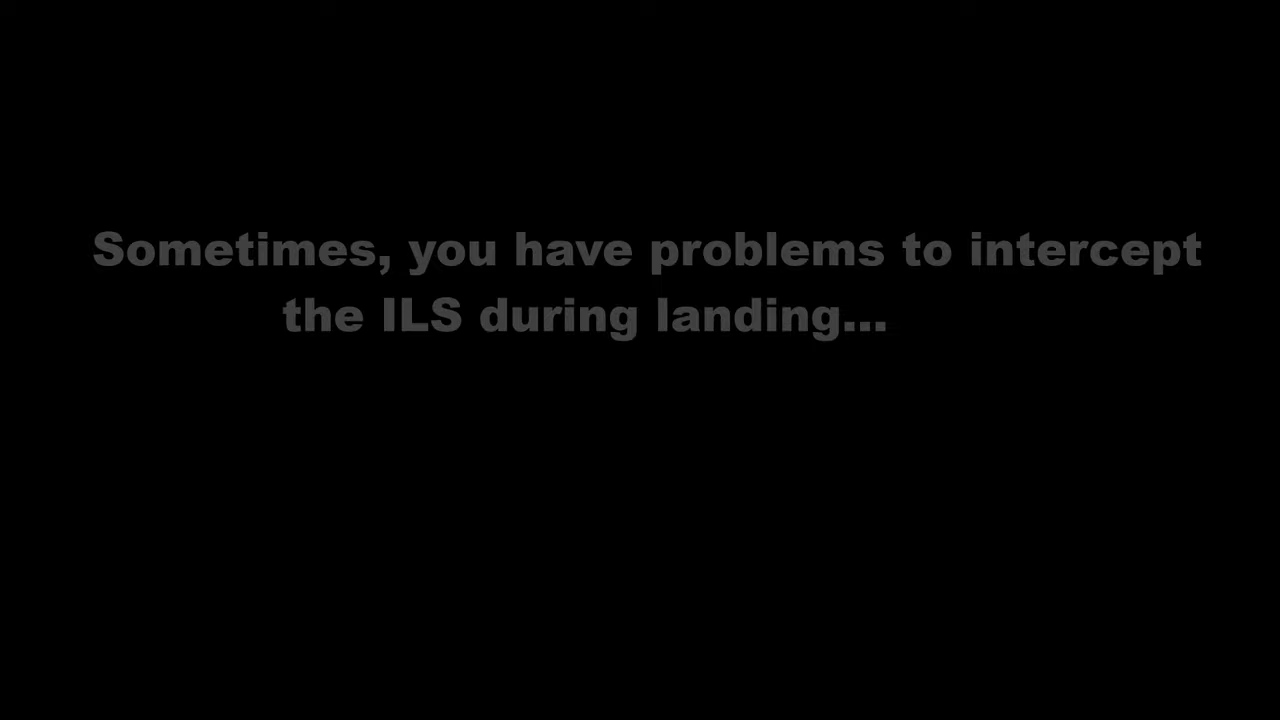 Sometimes, you have problems to intercept
the ILS during landing...